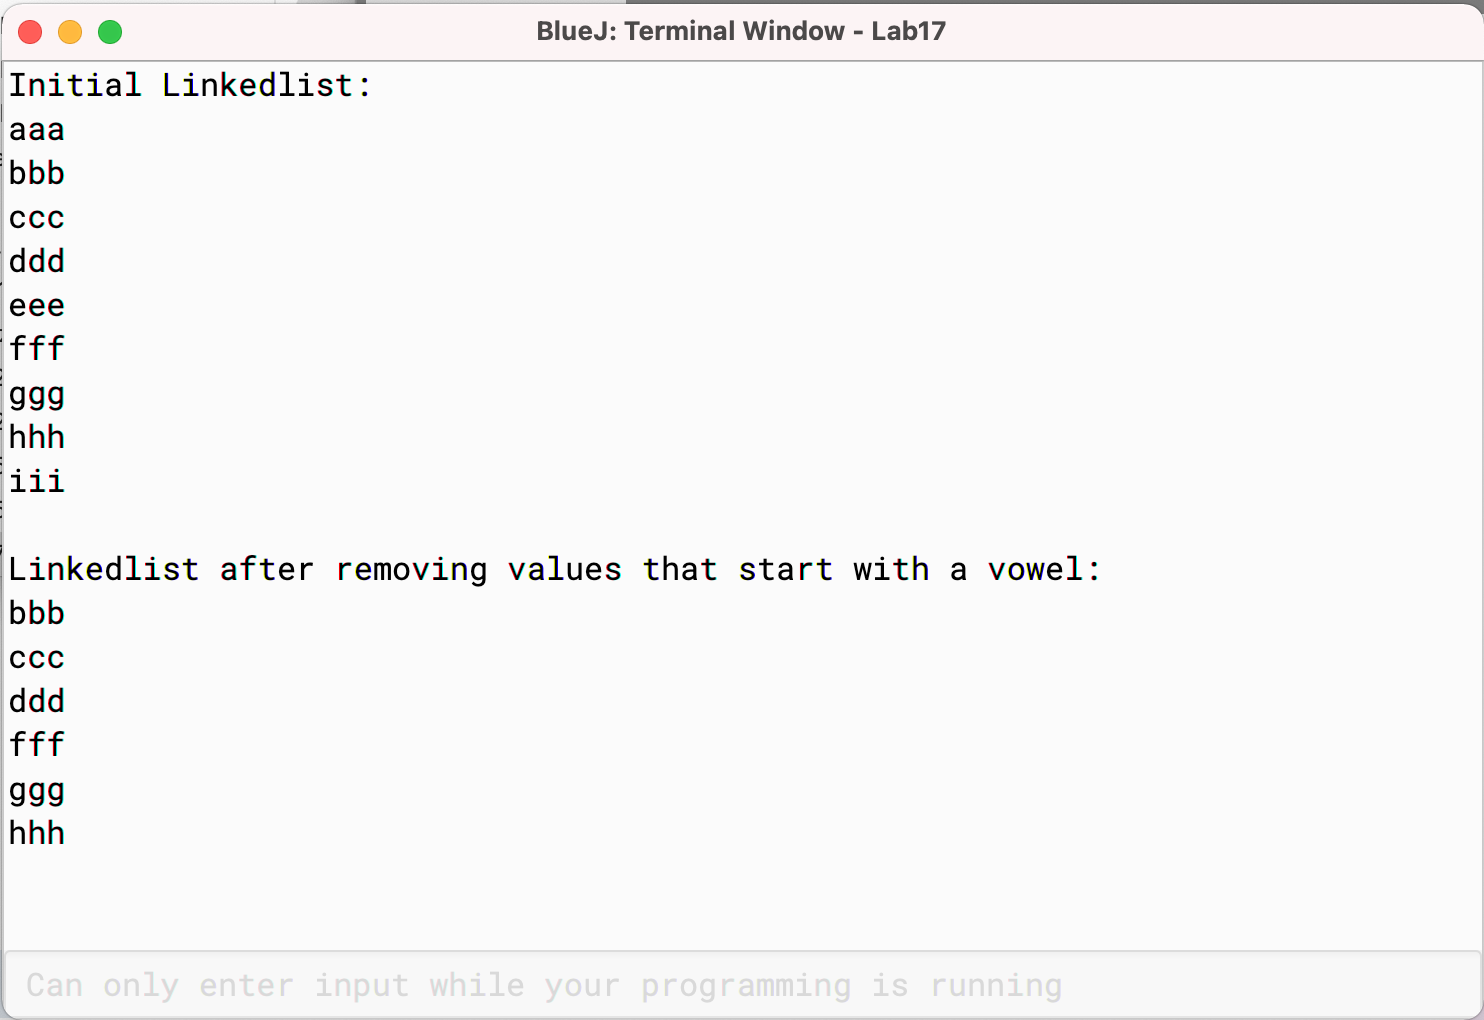 BlueJ: Terminal Window - Lab17
Initial Linkedlist:
aaa
bbb
ccc
ddd
eee
fff
ggg
hhh
iii
Linkedlist after removing values that start with a vowel:
bbb
ccc
ddd
fff
ggg
hhh
Can only enter input while your programming is running